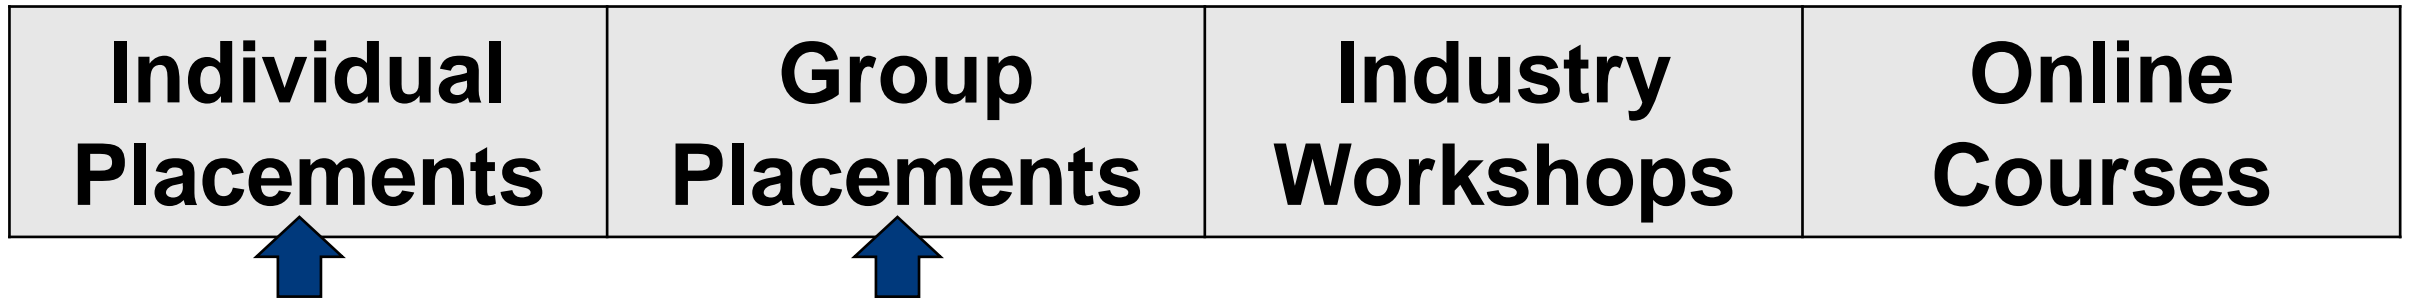 Individual
Placements
Group
Placements
Industry
Workshops
Online
Courses